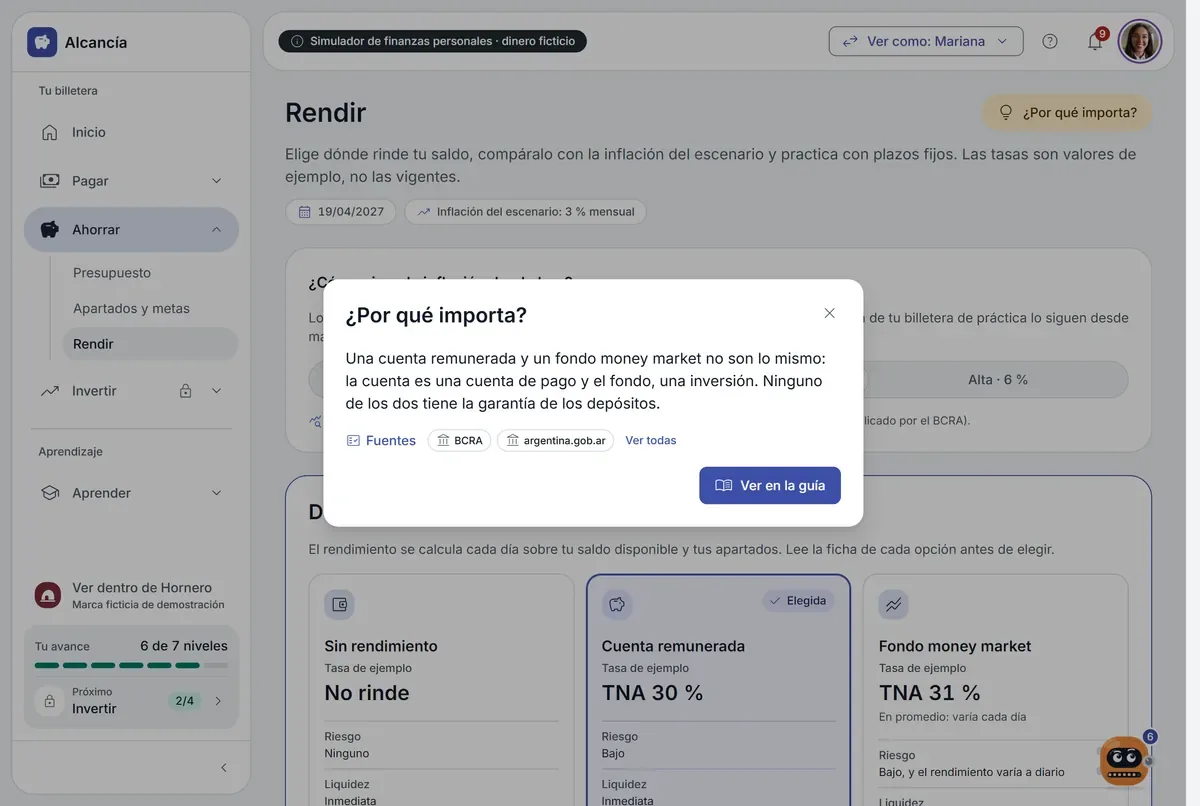 Alcancía
Simulador de finanzas personales · dinero ficticio
Ver como: Mariana
9
Tu billetera
Inicio
Pagar
Ahorrar
Presupuesto
Apartados y metas
Rendir
Invertir
Aprendizaje
Aprender
Ver dentro de Hornero
Marca ficticia de demostración
Tu avance
6 de 7 niveles
Próximo
Invertir
2/4
Rendir
¿Por qué importa?
Elige dónde rinde tu saldo, compáralo con la inflación del escenario y practica con plazos fijos. Las tasas son valores de
ejemplo, no las vigentes.
19/04/2027
Inflación del escenario: 3 % mensual
de tu billetera de práctica lo siguen desde
Alta · 6 %
licado por el BCRA).
¿Por qué importa?
Una cuenta remunerada y un fondo money market no son lo mismo:
la cuenta es una cuenta de pago y el fondo, una inversión. Ninguno
de los dos tiene la garantía de los depósitos.
Fuentes
BCRA
argentina.gob.ar
Ver todas
Ver en la guía
El rendimiento se calcula cada día sobre tu saldo disponible y tus apartados. Lee la ficha de cada opción antes de elegir.
Sin rendimiento
Tasa de ejemplo
No rinde
Riesgo
Ninguno
Liquidez
Inmediata
Elegida
Cuenta remunerada
Tasa de ejemplo
TNA 30 %
Riesgo
Bajo
Liquidez
Inmediata
Fondo money market
Tasa de ejemplo
TNA 31 %
En promedio: varía cada día
Riesgo
Bajo, y el rendimiento varía a diario
Liquidez
6